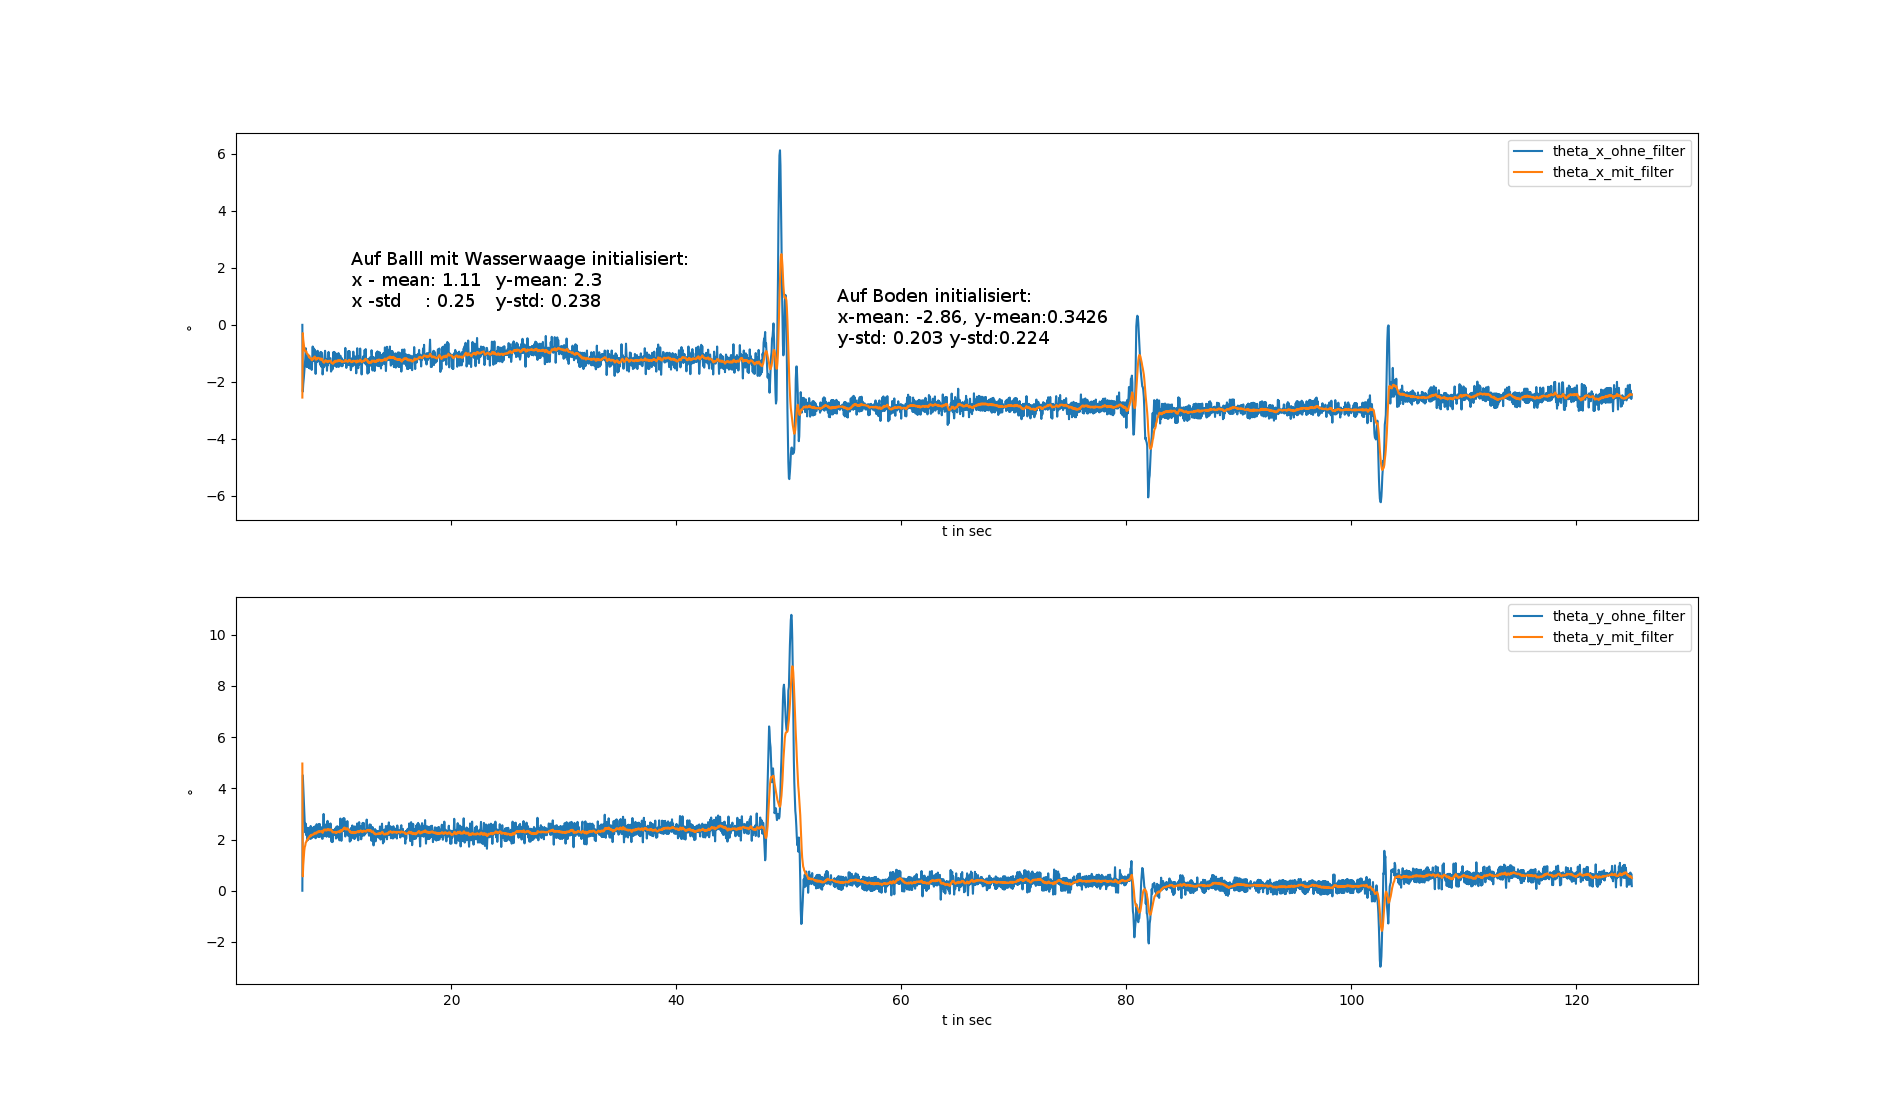 theta_x_ohne_filter
theta_x_mit_filter
6
4
2
0
−2
−4
−6
°
Auf Balll mit Wasserwaage initialisiert:
x - mean: 1.11 y-mean: 2.3
x -std : 0.25 y-std: 0.238
Auf Boden initialisiert:
x-mean: -2.86, y-mean:0.3426
y-std: 0.203 y-std:0.224
t in sec
theta_y_ohne_filter
theta_y_mit_filter
10
8
6
4
2
0
−2
°
20 40 60 80 100 120
t in sec